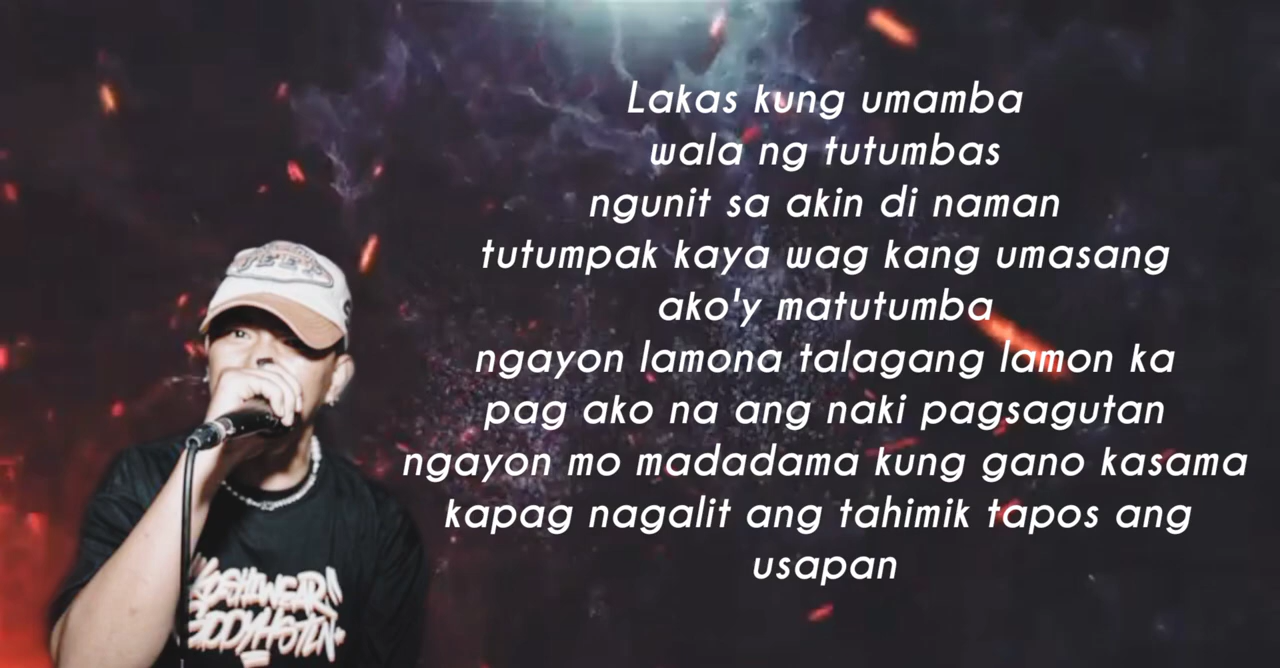 Lakas kung umamba
wala ng tutumbas
ngunit sa akin di naman
tutumpak kaya wag kang umasang
ako'y matutumba
ngayon lamona talagang lamon ka
pag ako na ang naki pagsagutan
ngayon mo madadama kung gano kasama
kapag nagalit ang tahimik tapos ang
usapan